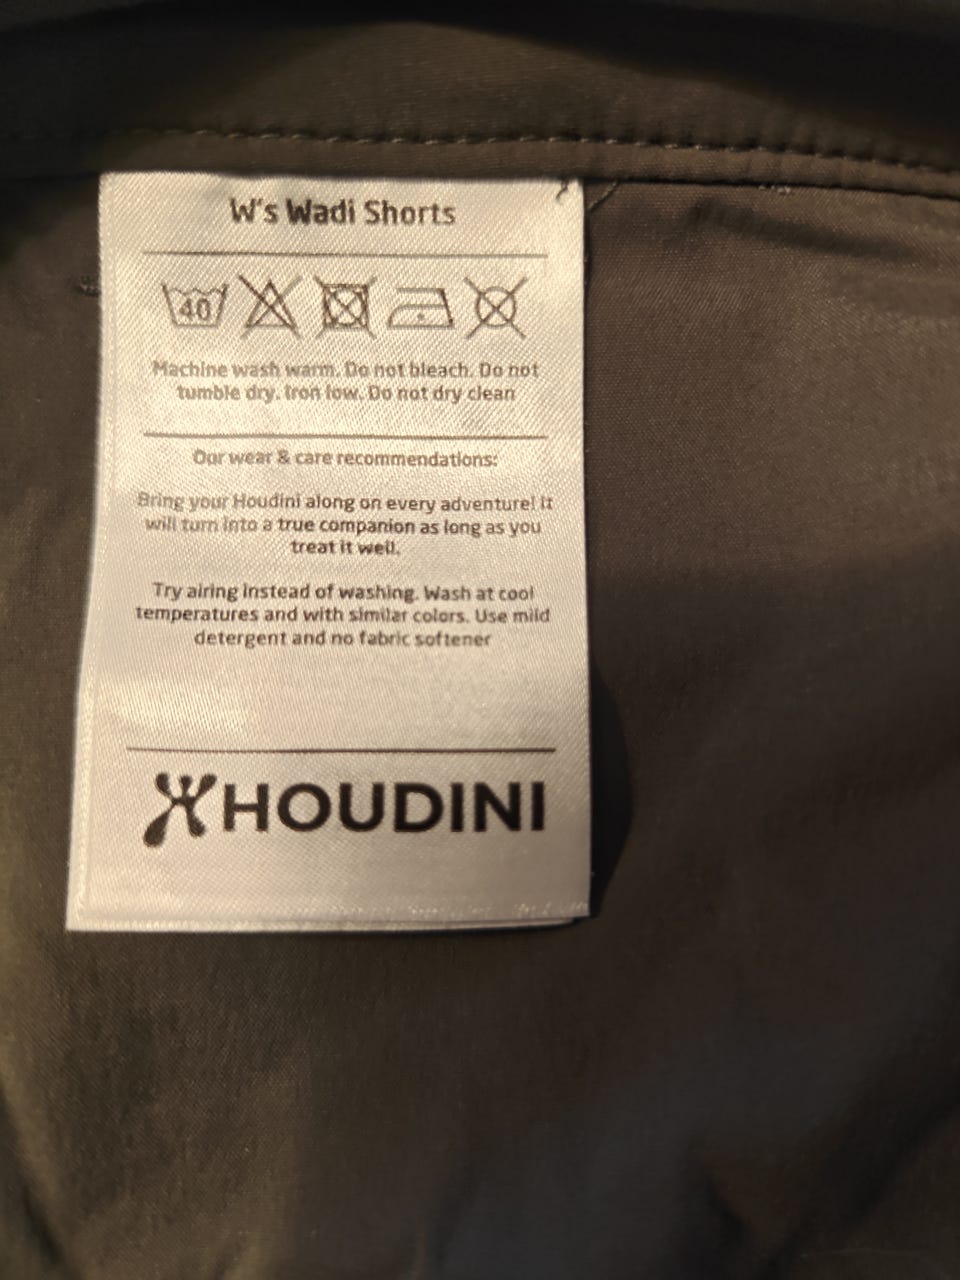 W's Wadi Shorts
40
Machine wash warm. Do not bleach. Do not
tumble dry. Iron low. Do not dry clean
Our wear & care recommendations:
Bring your Houdini along on every adventure! It
will turn into a true companion as long as you
treat it well.
Try airing instead of washing. Wash at cool
temperatures and with similar colors. Use mild
detergent and no fabric softener
HOUDINI